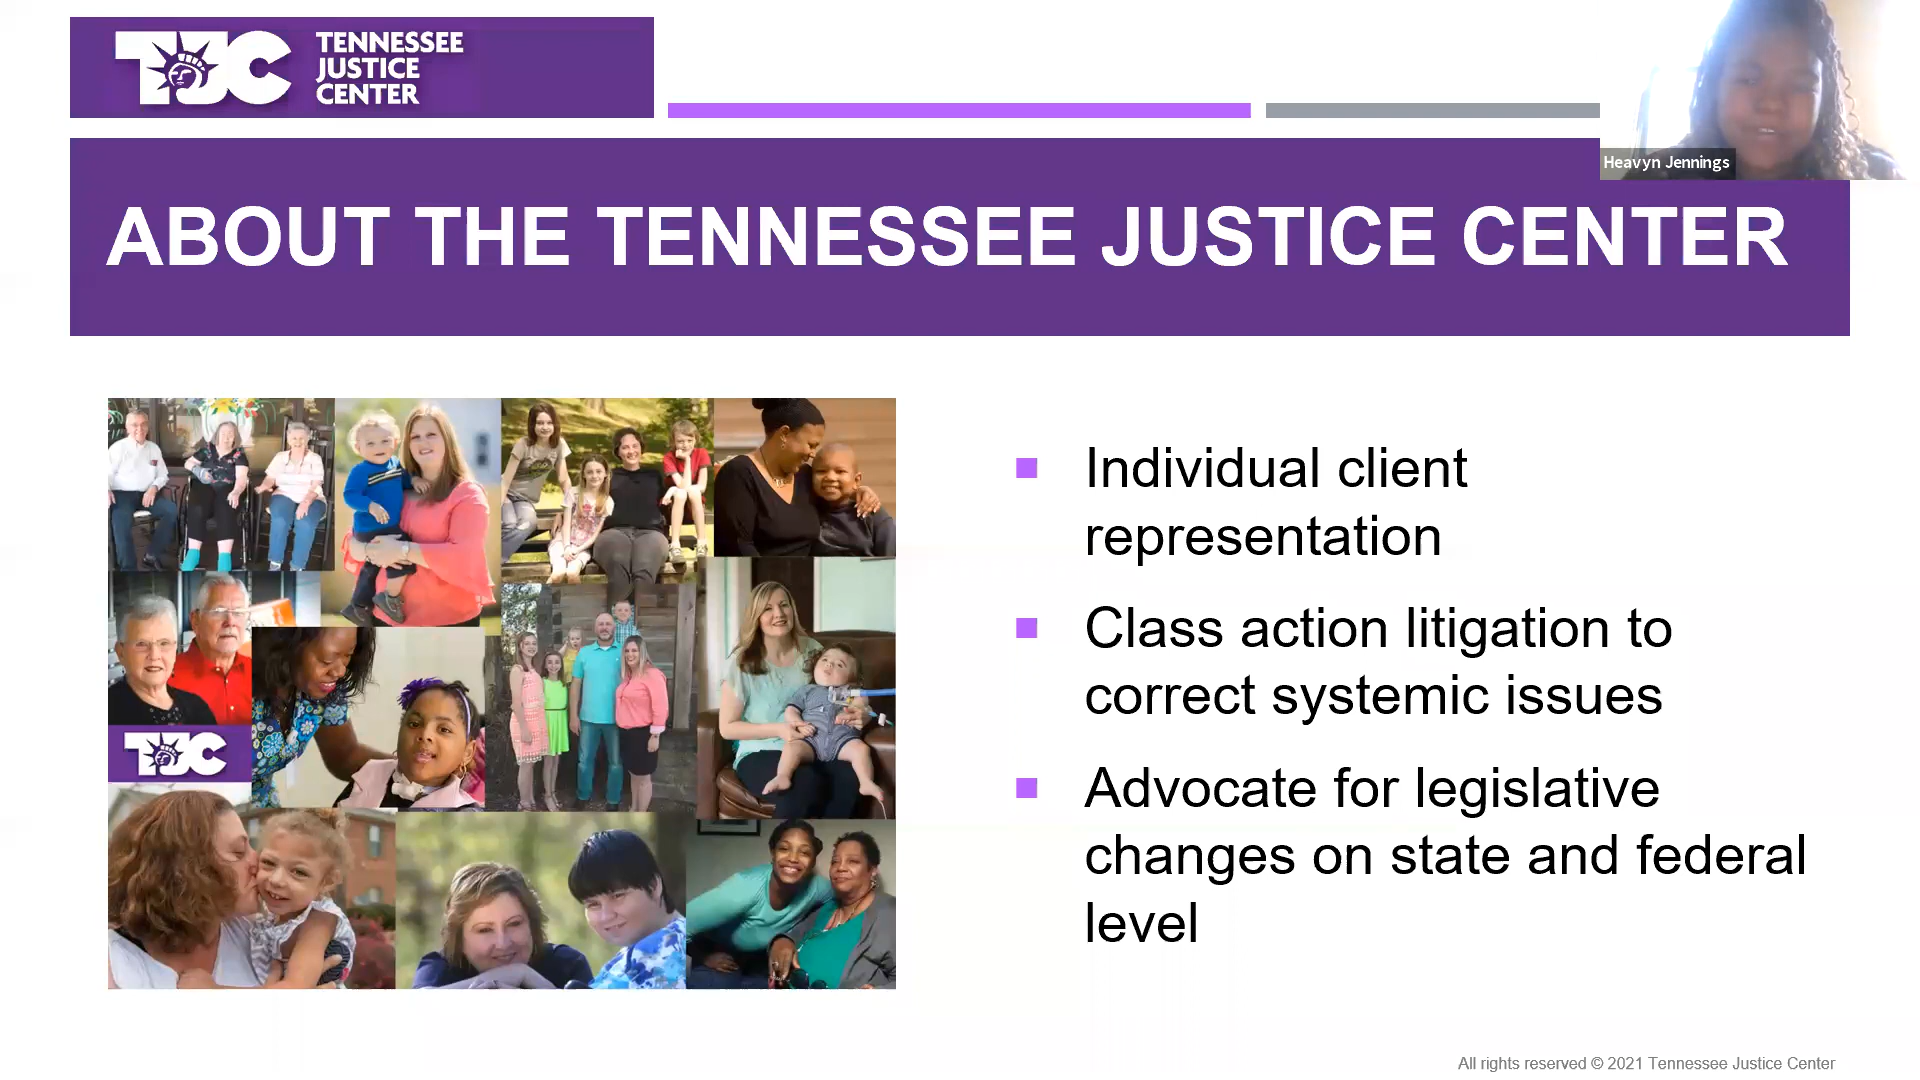 TJC
TENNESSEE
JUSTICE
CENTER
Heavyn Jennings
ABOUT THE TENNESSEE JUSTICE CENTER
Individual client
representation
Class action litigation to
correct systemic issues
Advocate for legislative
changes on state and federal
level
TJC
All rights reserved © 2021 Tennessee Justice Center